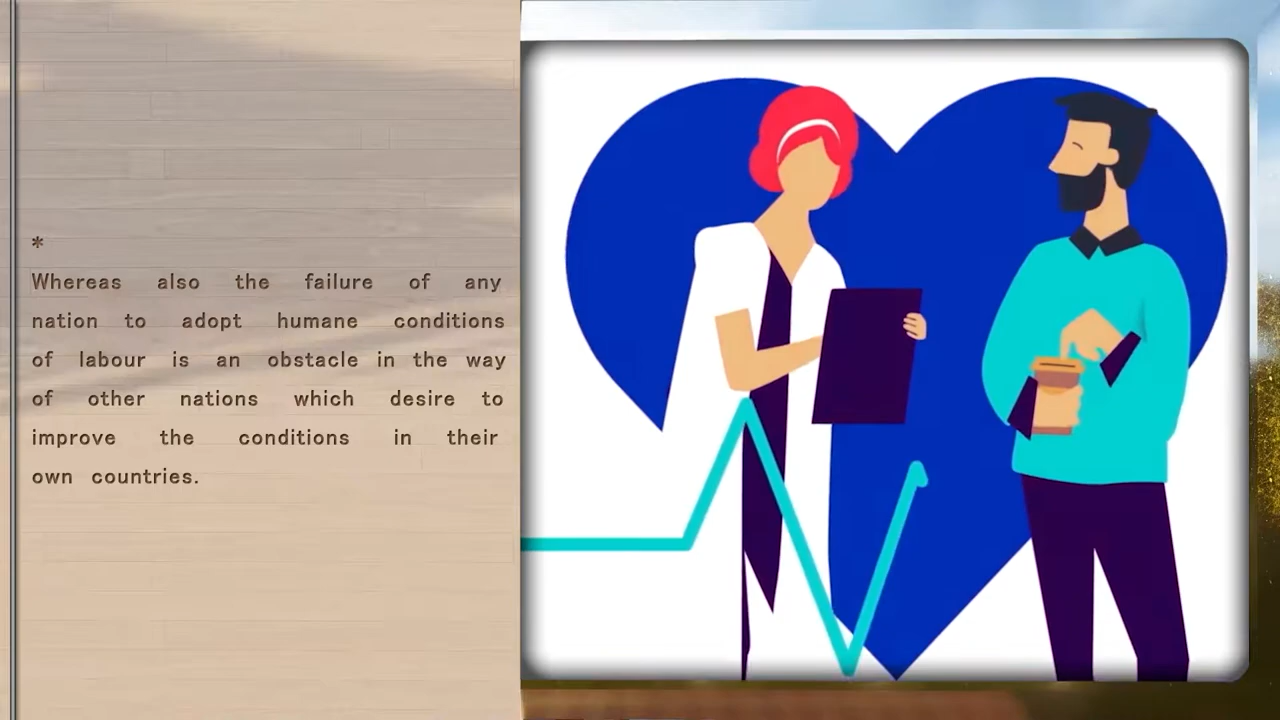 *
Whereas also the failure of any
nation to adopt humane conditions
of labour is an obstacle in the way
of other nations which desire to
improve the conditions in their
own countries.